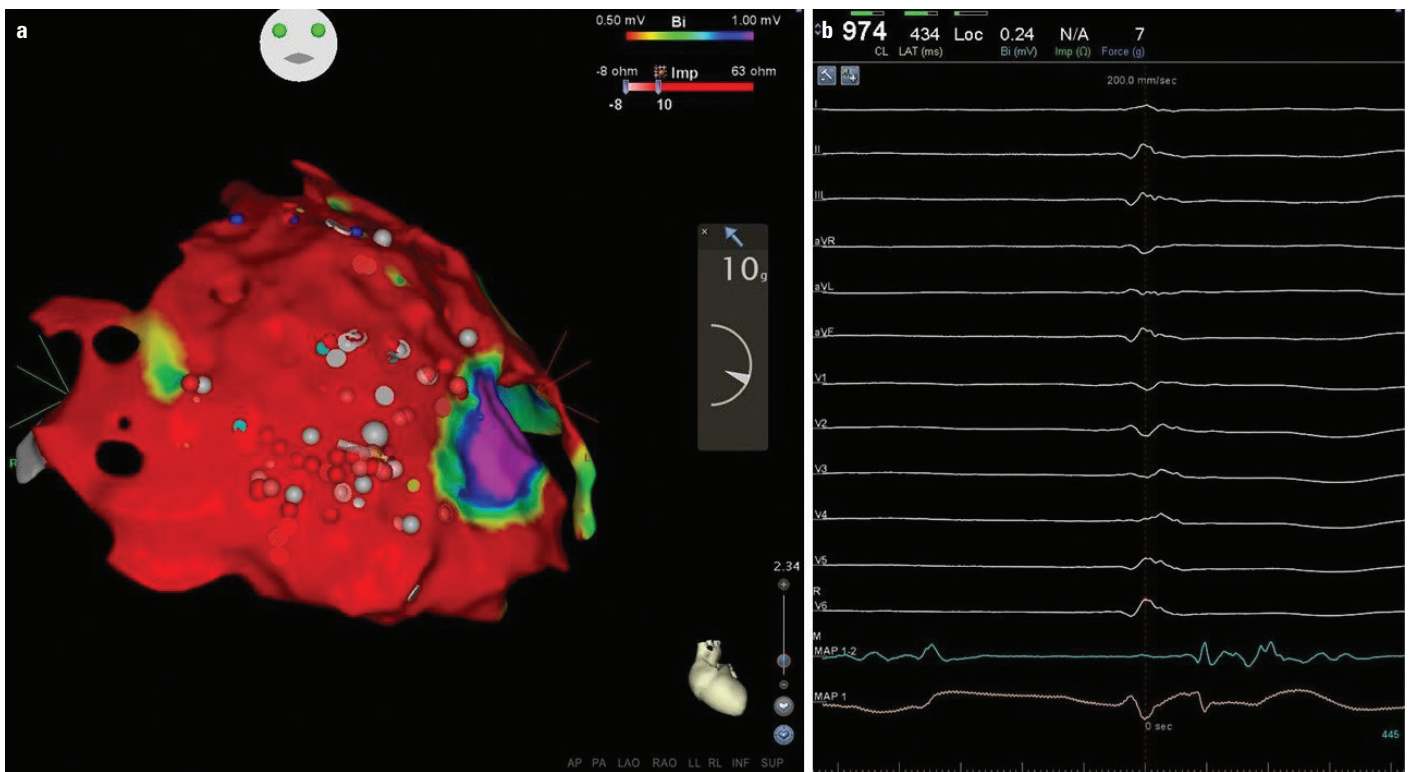 a
0.50 mV Bi 1.00 mV
-8 ohm Imp 63 ohm
-8 10
10g
R
L
2.34
AP PA LAO RAO LL RL INF SUP
b
974 434 Loc 0.24 N/A 7
CL LAT (ms) Bi (mV) Imp (Ω) Force (g)
200.0 mm/sec
I
II
III
aVR
aVL
aVF
V1
V2
V3
V4
V5
R
V6
M
MAP 1-2
MAP 1
0 sec
445